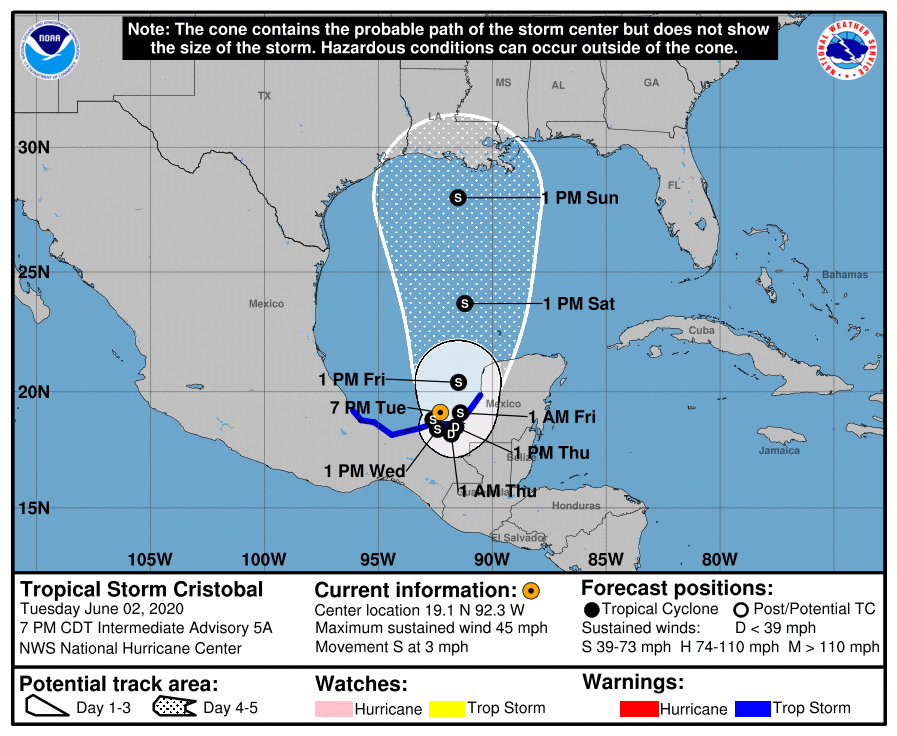 Note: The cone contains the probable path of the storm center but does not show
the size of the storm. Hazardous conditions can occur outside of the cone.
NOAA
NATIONAL WEATHER SERVICE
TX
LA
MS
AL
GA
FL
30N
25N
20N
15N
105W
100W
95W
90W
85W
80W
Mexico
Mexico
Bahamas
Cuba
Jamaica
Belize
Guatemala
Honduras
El Salvador
S
1 PM Sun
S
1 PM Sat
S
1 PM Fri
7 PM Tue
S
S
1 AM Fri
S
D
D
1 PM Thu
1 PM Wed
1 AM Thu
Tropical Storm Cristobal
Tuesday June 02, 2020
7 PM CDT Intermediate Advisory 5A
NWS National Hurricane Center
Current information:
Center location 19.1 N 92.3 W
Maximum sustained wind 45 mph
Movement S at 3 mph
Forecast positions:
Tropical Cyclone Post/Potential TC
Sustained winds: D < 39 mph
S 39-73 mph H 74-110 mph M > 110 mph
Potential track area:
Day 1-3 Day 4-5
Watches:
Hurricane Trop Storm
Warnings:
Hurricane Trop Storm